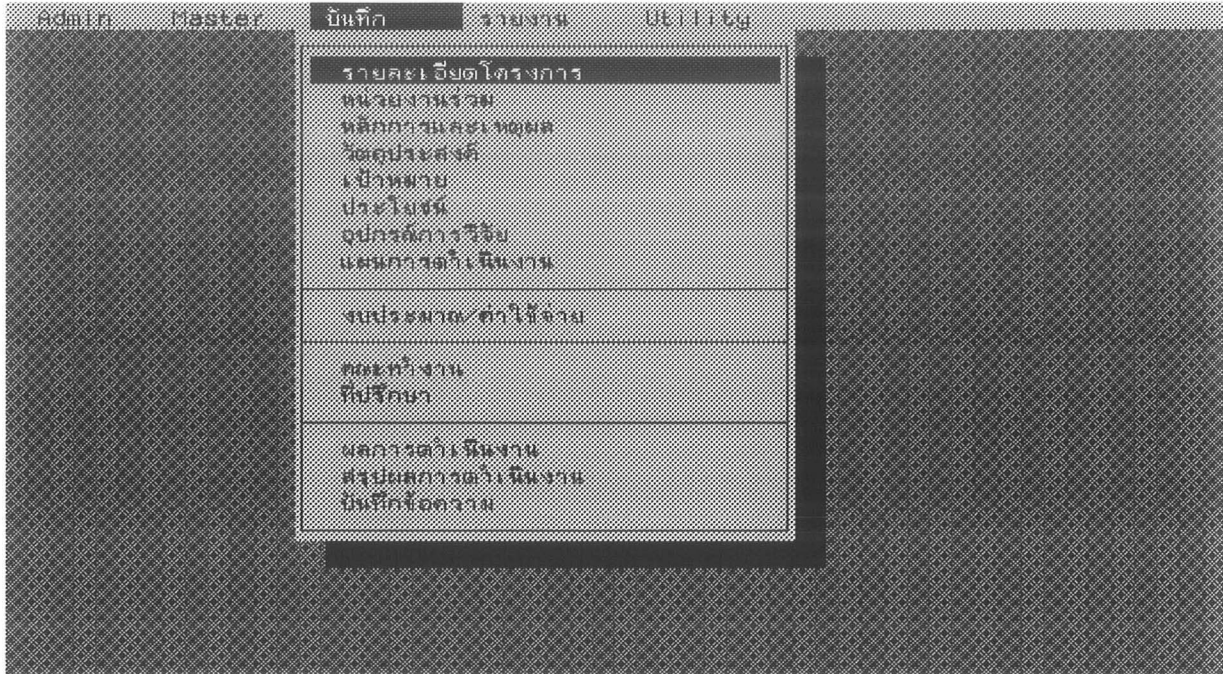 Admin Master บันทึก รายงาน Utility
รายละเอียดโครงการ
หน่วยงานร่วม
หลักการและเหตุผล
วัตถุประสงค์
เป้าหมาย
ประโยชน์
อุปกรณ์การวิจัย
แผนการดำเนินงาน
งบประมาณ/ค่าใช้จ่าย
คณะทำงาน
ที่ปรึกษา
ผลการดำเนินงาน
สรุปผลการดำเนินงาน
บันทึกข้อความ